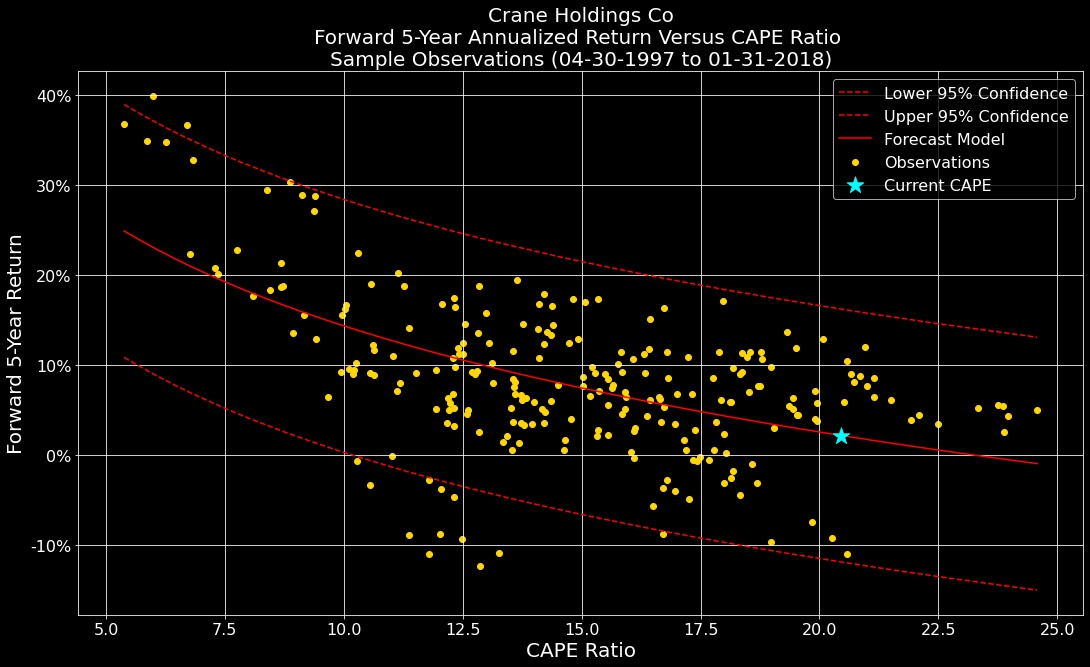 Crane Holdings Co
Forward 5-Year Annualized Return Versus CAPE Ratio
Sample Observations (04-30-1997 to 01-31-2018)
Lower 95% Confidence
Upper 95% Confidence
Forecast Model
Observations
Current CAPE
Forward 5-Year Return
40%
30%
20%
10%
0%
-10%
5.0 7.5 10.0 12.5 15.0 17.5 20.0 22.5 25.0
CAPE Ratio